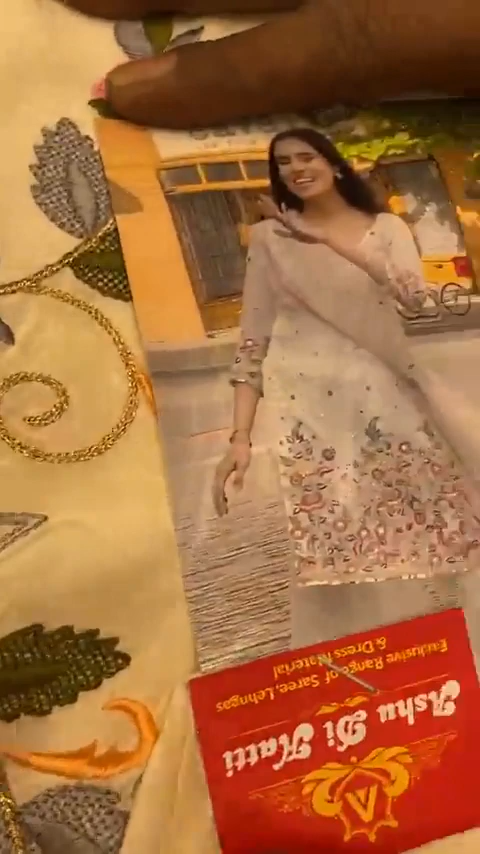 V
Ashu Di Hatti
Exclusive Range of Saree, Lehngas
& Dress Material